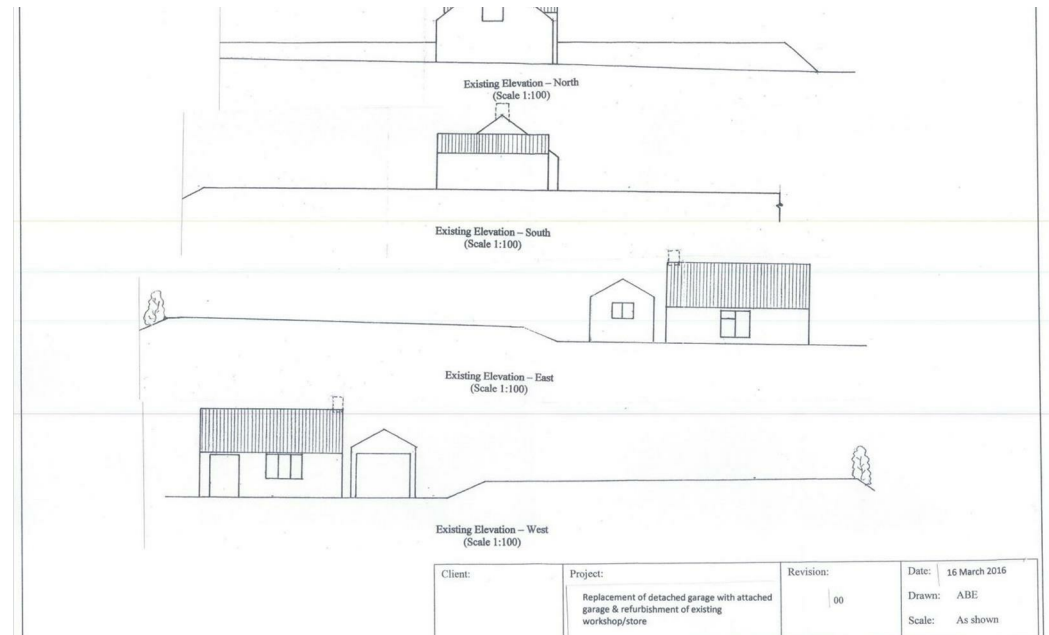 Existing Elevation – North
(Scale 1:100)
Existing Elevation – South
(Scale 1:100)
Existing Elevation – East
(Scale 1:100)
Existing Elevation – West
(Scale 1:100)
Client:
Project:
Replacement of detached garage with attached
garage & refurbishment of existing
workshop/store
Revision:
00
Date: 16 March 2016
Drawn: ABE
Scale: As shown